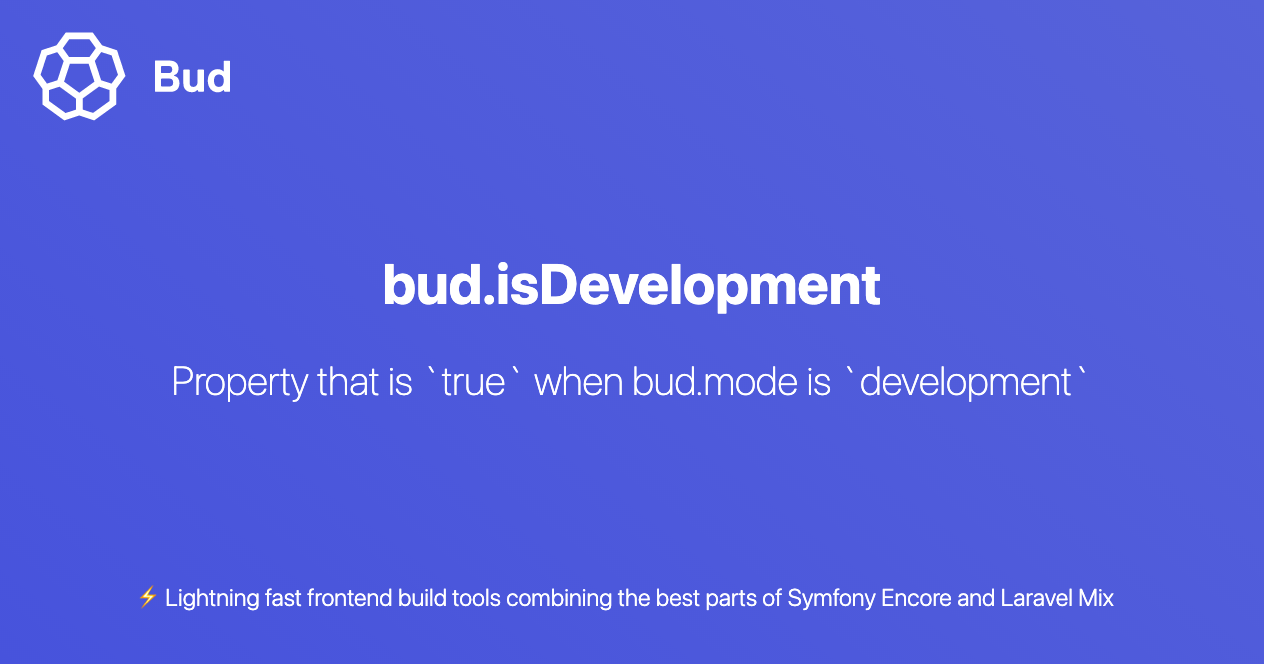 Bud
bud.isDevelopment
Property that is `true` when bud.mode is `development`
⚡ Lightning fast frontend build tools combining the best parts of Symfony Encore and Laravel Mix